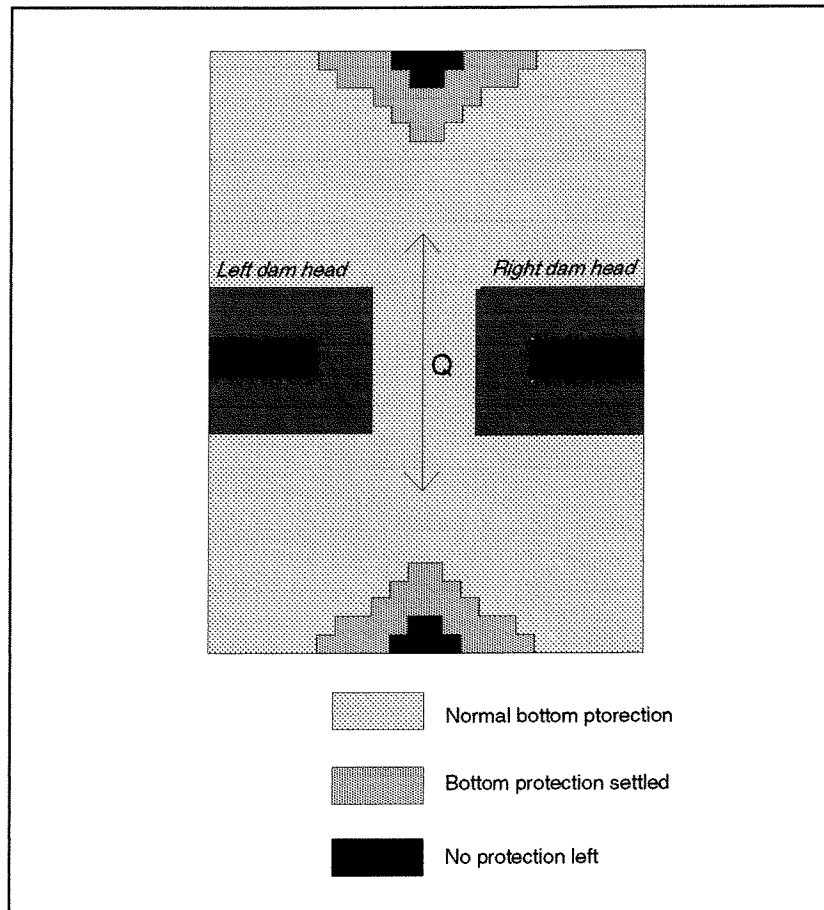 Left dam head
Right dam head
Q
Normal bottom ptorection
Bottom protection settled
No protection left